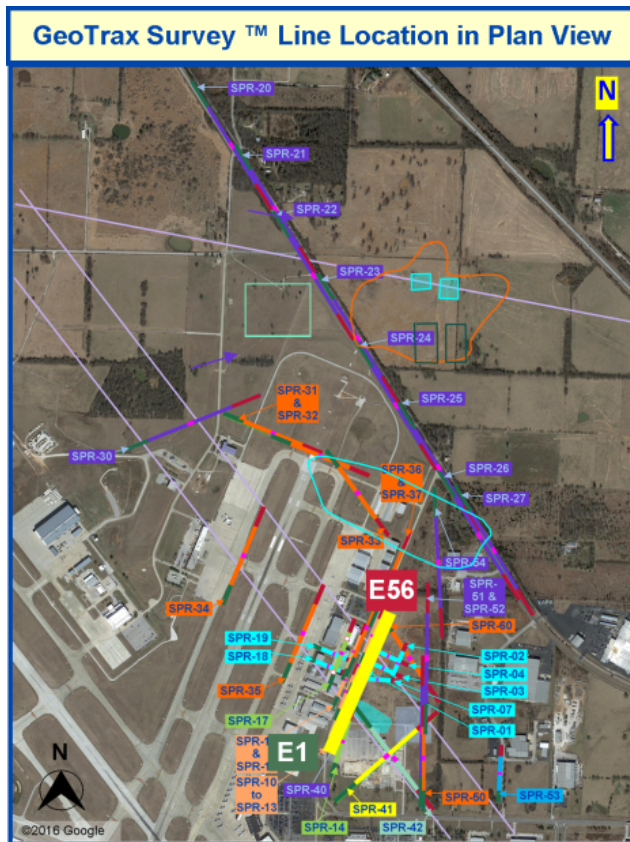 GeoTrax Survey ™ Line Location in Plan View
SPR-20
N
SPR-21
SPR-22
SPR-23
SPR-24
SPR-31
&
SPR-32
SPR-25
SPR-30
SPR-36
&
SPR-37
SPR-26
SPR-27
SPR-33
SPR-54
SPR-
51 &
SPR-52
SPR-34
E56
SPR-60
SPR-19
SPR-18
SPR-02
SPR-04
SPR-03
SPR-35
SPR-07
SPR-17
SPR-01
E1
N
SPR-1
&
SPR-1
SPR-10
to
SPR-13
SPR-40
SPR-41
SPR-50
SPR-53
SPR-14
SPR-42
©2016 Google